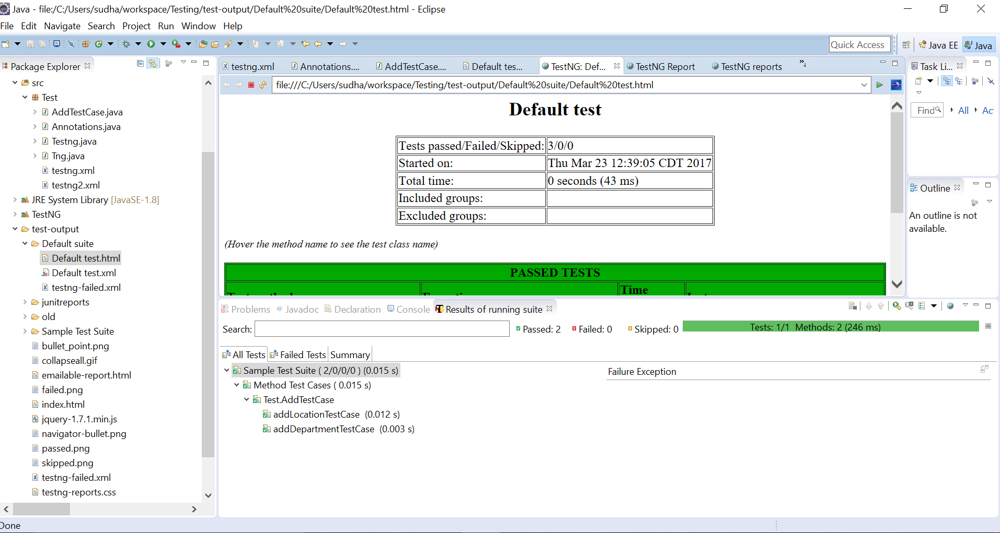 Java - file:/C:/Users/sudha/workspace/Testing/test-output/Default%20suite/Default%20test.html - Eclipse
File Edit Navigate Search Project Run Window Help
Quick Access
Java EE
Java
Package Explorer
src
Test
AddTestCase.java
Annotations.java
Testng.java
Tng.java
testng.xml
testng2.xml
JRE System Library [JavaSE-1.8]
TestNG
test-output
Default suite
Default test.html
Default test.xml
testng-failed.xml
junitreports
old
Sample Test Suite
bullet_point.png
collapseall.gif
emailable-report.html
failed.png
index.html
jquery-1.7.1.min.js
navigator-bullet.png
passed.png
skipped.png
testng-failed.xml
testng-reports.css
testng.xml Annotations.... AddTestCase.... Default tes... TestNG: Def... TestNG Report TestNG reports »4
file:///C:/Users/sudha/workspace/Testing/test-output/Default%20suite/Default%20test.html
Default test
Tests passed/Failed/Skipped: 3/0/0
Started on: Thu Mar 23 12:39:05 CDT 2017
Total time: 0 seconds (43 ms)
Included groups:
Excluded groups:
(Hover the method name to see the test class name)
PASSED TESTS
Time
Task Li...
Find All Ac
Outline
An outline is not
available.
Problems @ Javadoc Declaration Console Results of running suite
Search: Passed: 2 Failed: 0 Skipped: 0 Tests: 1/1 Methods: 2 (246 ms)
All Tests Failed Tests Summary
Sample Test Suite ( 2/0/0/0 ) (0.015 s)
Method Test Cases ( 0.015 s)
Test.AddTestCase
addLocationTestCase (0.012 s)
addDepartmentTestCase (0.003 s)
Failure Exception
Done